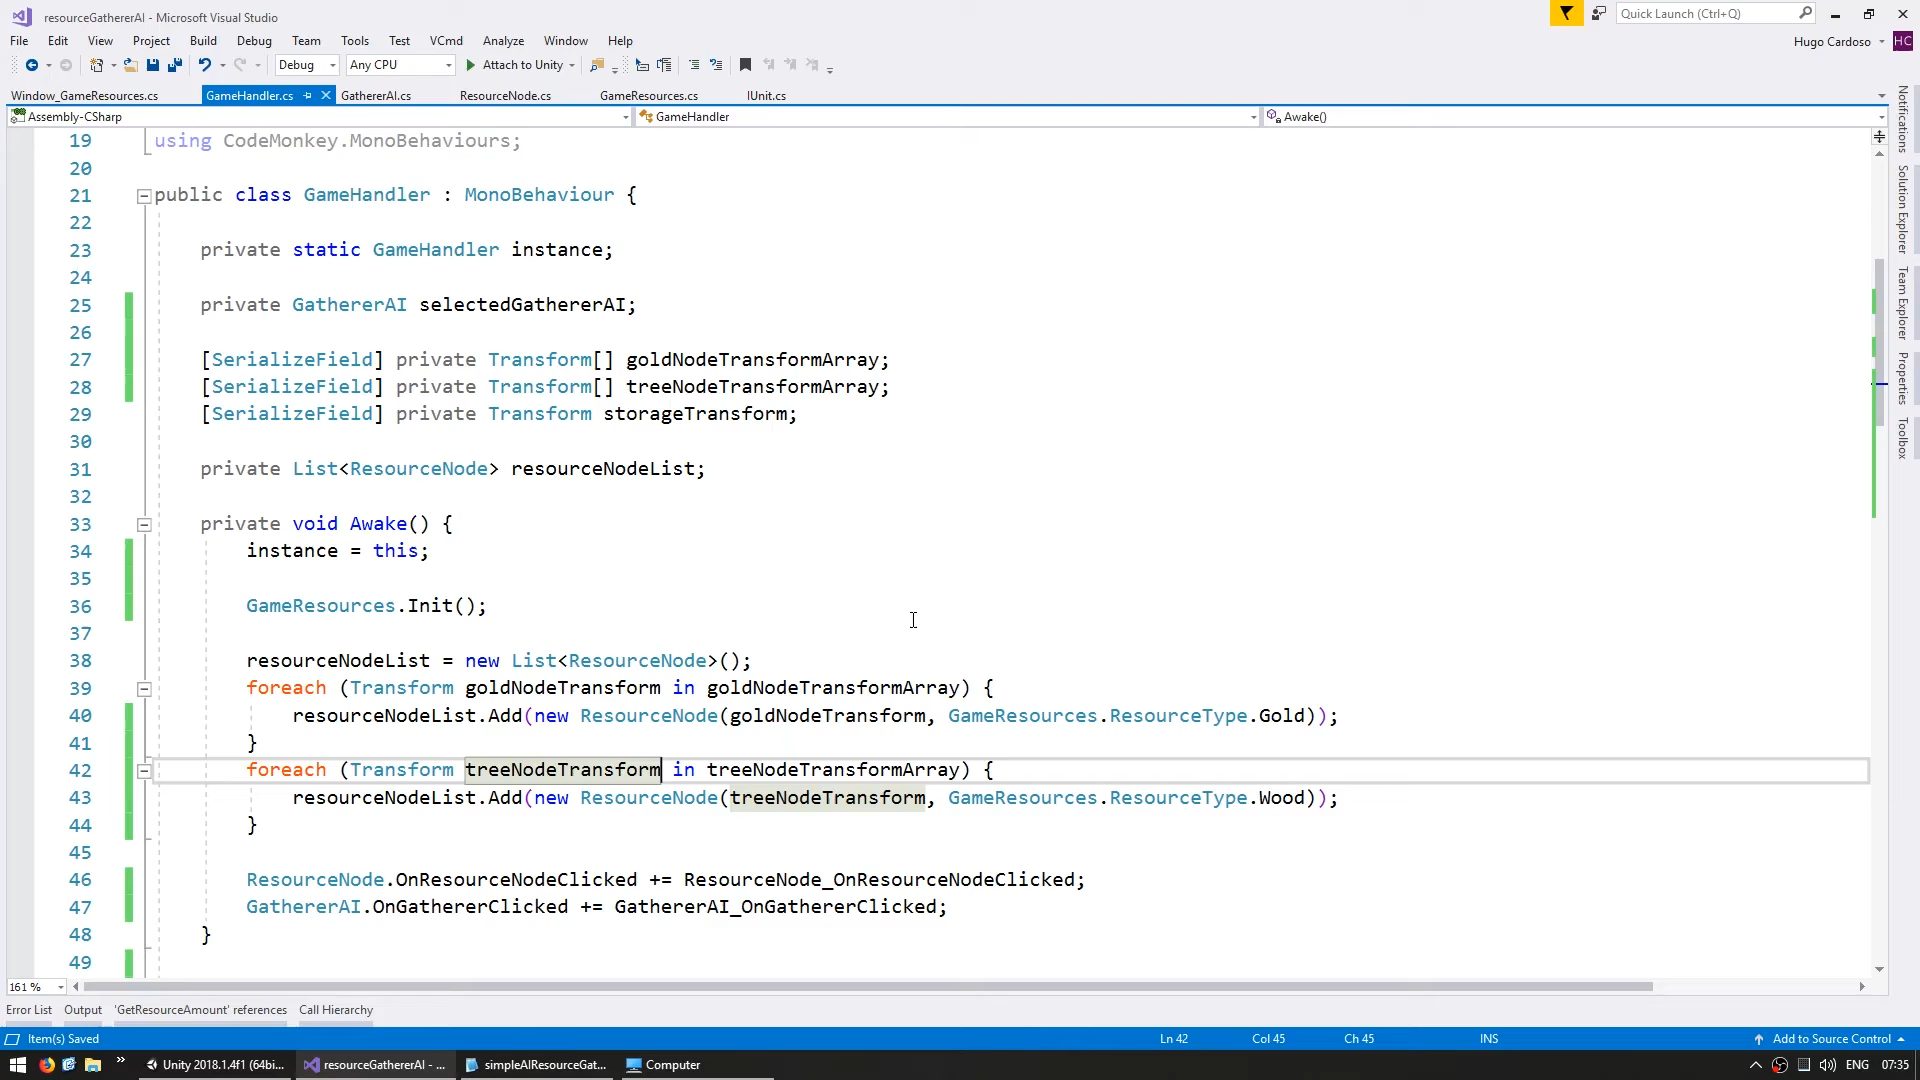 resourceGathererAI - Microsoft Visual Studio
Quick Launch (Ctrl+Q)
File Edit View Project Build Debug Team Tools Test VCmd Analyze Window Help
Hugo Cardoso HC
Debug Any CPU Attach to Unity
Window_GameResources.cs GameHandler.cs GathererAI.cs ResourceNode.cs GameResources.cs IUnit.cs
Assembly-CSharp GameHandler Awake()
19 using CodeMonkey.MonoBehaviours;
20
21 public class GameHandler : MonoBehaviour {
22
23 private static GameHandler instance;
24
25 private GathererAI selectedGathererAI;
26
27 [SerializeField] private Transform[] goldNodeTransformArray;
28 [SerializeField] private Transform[] treeNodeTransformArray;
29 [SerializeField] private Transform storageTransform;
30
31 private List<ResourceNode> resourceNodeList;
32
33 private void Awake() {
34 instance = this;
35
36 GameResources.Init();
37
38 resourceNodeList = new List<ResourceNode>();
39 foreach (Transform goldNodeTransform in goldNodeTransformArray) {
40 resourceNodeList.Add(new ResourceNode(goldNodeTransform, GameResources.ResourceType.Gold));
41 }
42 foreach (Transform treeNodeTransform in treeNodeTransformArray) {
43 resourceNodeList.Add(new ResourceNode(treeNodeTransform, GameResources.ResourceType.Wood));
44 }
45
46 ResourceNode.OnResourceNodeClicked += ResourceNode_OnResourceNodeClicked;
47 GathererAI.OnGathererClicked += GathererAI_OnGathererClicked;
48 }
49
Notifications
Solution Explorer
Team Explorer
Properties
Toolbox
161 %
Error List Output 'GetResourceAmount' references Call Hierarchy
Item(s) Saved Ln 42 Col 45 Ch 45 INS Add to Source Control
Unity 2018.1.4f1 (64bi... resourceGathererAI - ... simpleAIResourceGat... Computer ENG 07:35